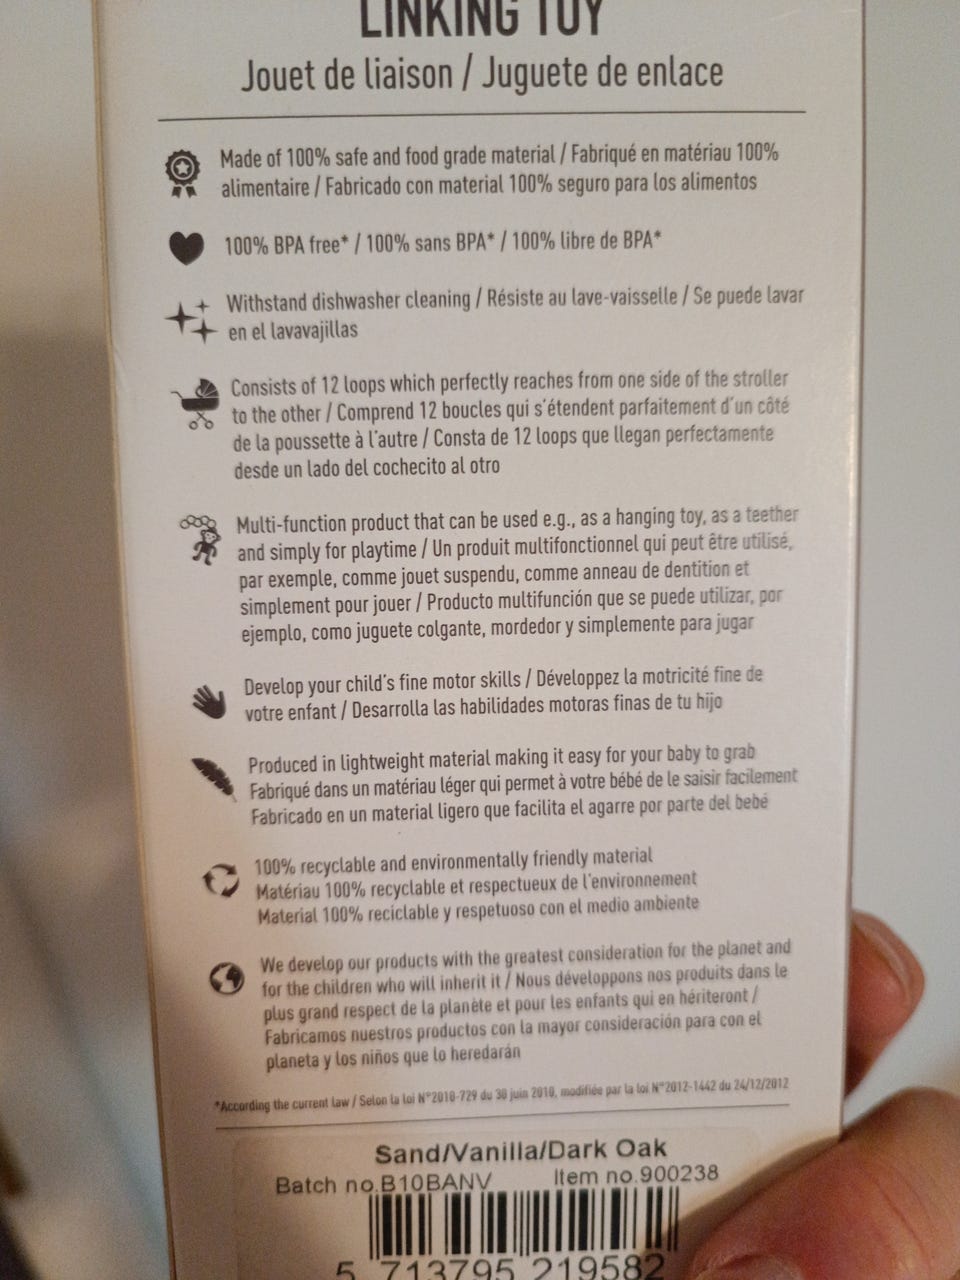 LINKING TOY
Jouet de liaison / Juguete de enlace
Made of 100% safe and food grade material / Fabriqué en matériau 100%
alimentaire / Fabricado con material 100% seguro para los alimentos
100% BPA free* / 100% sans BPA* / 100% libre de BPA*
Withstand dishwasher cleaning / Résiste au lave-vaisselle / Se puede lavar
en el lavavajillas
Consists of 12 loops which perfectly reaches from one side of the stroller
to the other / Comprend 12 boucles qui s'étendent parfaitement d'un côté
de la poussette à l'autre / Consta de 12 loops que llegan perfectamente
desde un lado del cochecito al otro
Multi-function product that can be used e.g., as a hanging toy, as a teether
and simply for playtime / Un produit multifonctionnel qui peut être utilisé,
par exemple, comme jouet suspendu, comme anneau de dentition et
simplement pour jouer / Producto multifunción que se puede utilizar, por
ejemplo, como juguete colgante, mordedor y simplemente para jugar
Develop your child's fine motor skills / Développez la motricité fine de
votre enfant / Desarrolla las habilidades motoras finas de tu hijo
Produced in lightweight material making it easy for your baby to grab
Fabriqué dans un matériau léger qui permet à votre bébé de le saisir facilement
Fabricado en un material ligero que facilita el agarre por parte del bebé
100% recyclable and environmentally friendly material
Matériau 100% recyclable et respectueux de l'environnement
Material 100% reciclable y respetuoso con el medio ambiente
We develop our products with the greatest consideration for the planet and
for the children who will inherit it / Nous développons nos produits dans le
plus grand respect de la planète et pour les enfants qui en hériteront /
Fabricamos nuestros productos con la mayor consideración para con el
planeta y los niños que lo heredarán
*According the current law / Selon la loi N°2010-729 du 30 juin 2010, modifiée par la loi N°2012-1442 du 24/12/2012
Sand/Vanilla/Dark Oak
Batch no.B10BANV Item no.900238
5 713795 219582